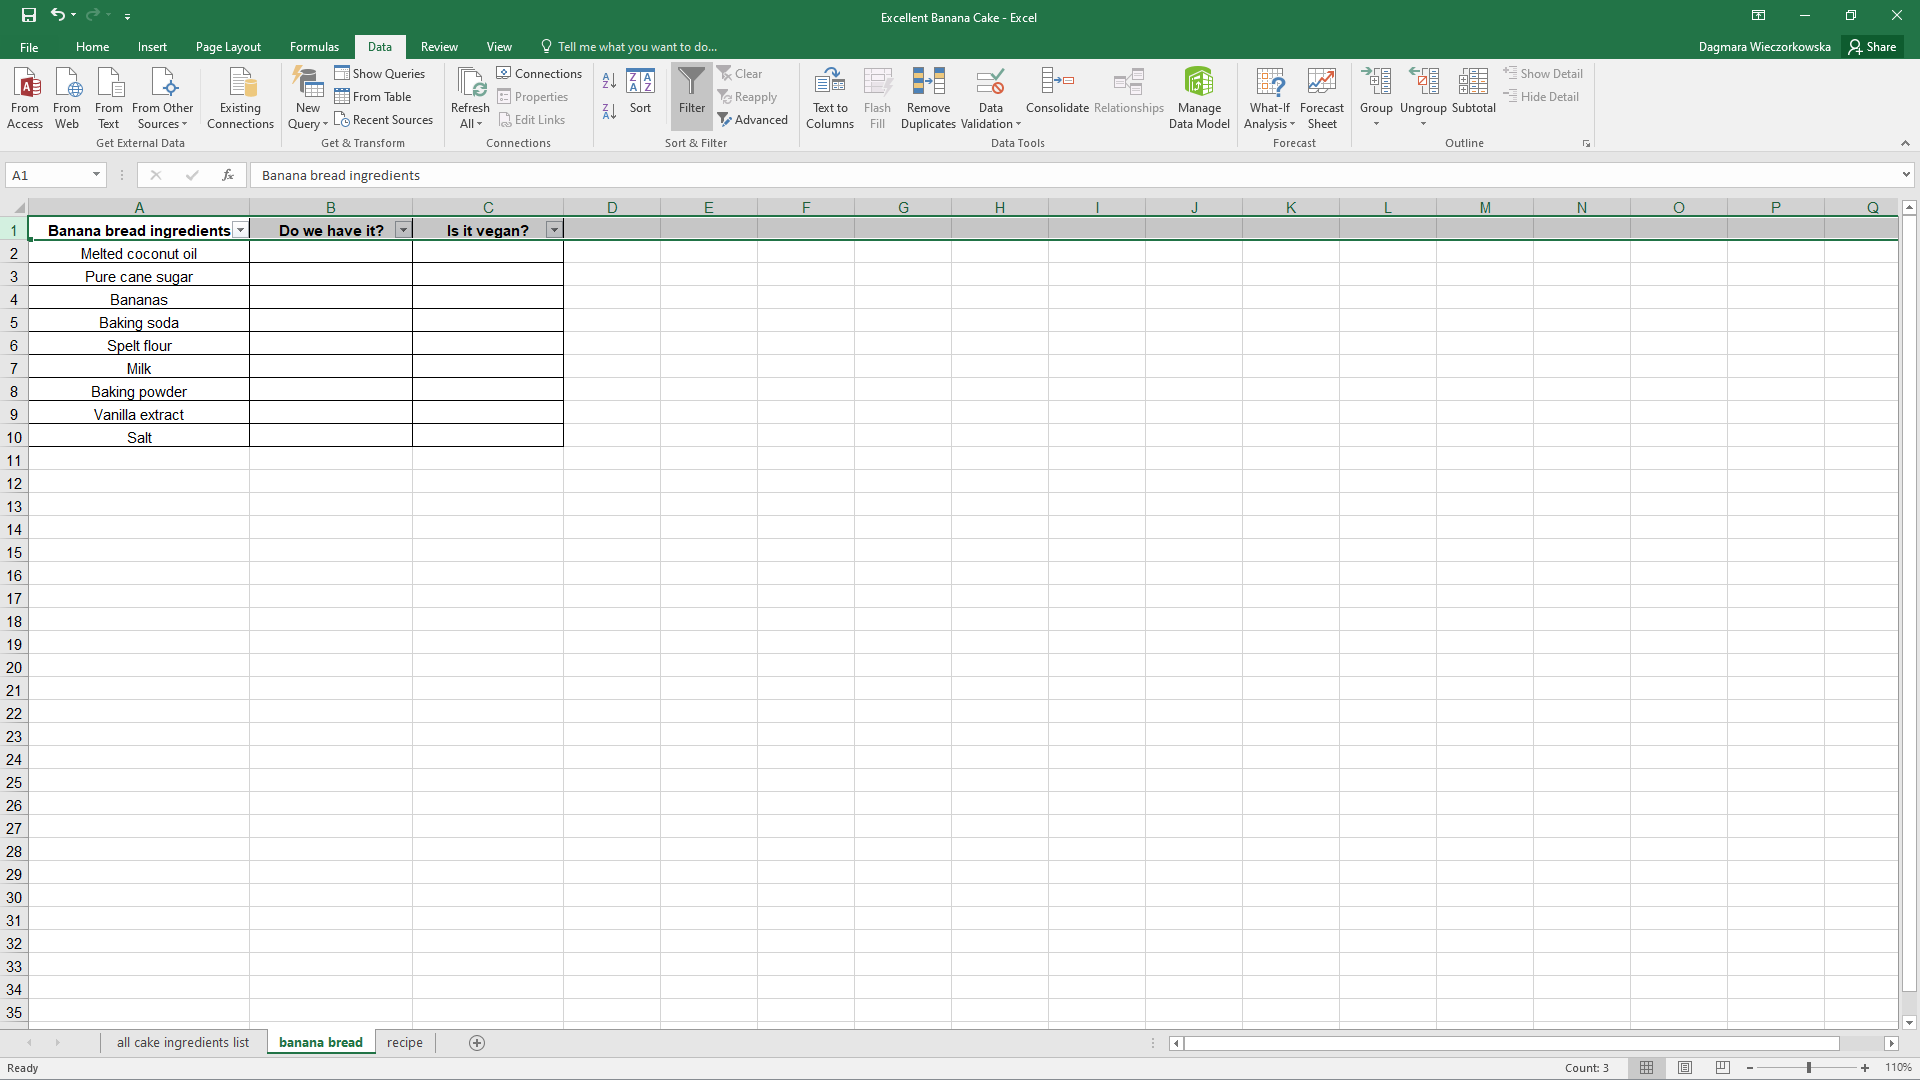 Excellent Banana Cake - Excel
File Home Insert Page Layout Formulas Data Review View Tell me what you want to do... Dagmara Wieczorkowska Share
From Access
From Web
From Text
From Other Sources
Existing Connections
Get External Data
New Query
Show Queries
From Table
Recent Sources
Get & Transform
Refresh All
Connections
Properties
Edit Links
Connections
Sort
Filter
Clear
Reapply
Advanced
Sort & Filter
Text to Columns
Flash Fill
Remove Duplicates
Data Validation
Consolidate
Relationships
Manage Data Model
Data Tools
What-If Analysis
Forecast Sheet
Forecast
Group
Ungroup
Subtotal
Show Detail
Hide Detail
Outline
A1 fx Banana bread ingredients
A B C D E F G H I J K L M N O P Q
1 Banana bread ingredients Do we have it? Is it vegan?
2 Melted coconut oil
3 Pure cane sugar
4 Bananas
5 Baking soda
6 Spelt flour
7 Milk
8 Baking powder
9 Vanilla extract
10 Salt
11
12
13
14
15
16
17
18
19
20
21
22
23
24
25
26
27
28
29
30
31
32
33
34
35
all cake ingredients list banana bread recipe
Ready Count: 3 110%